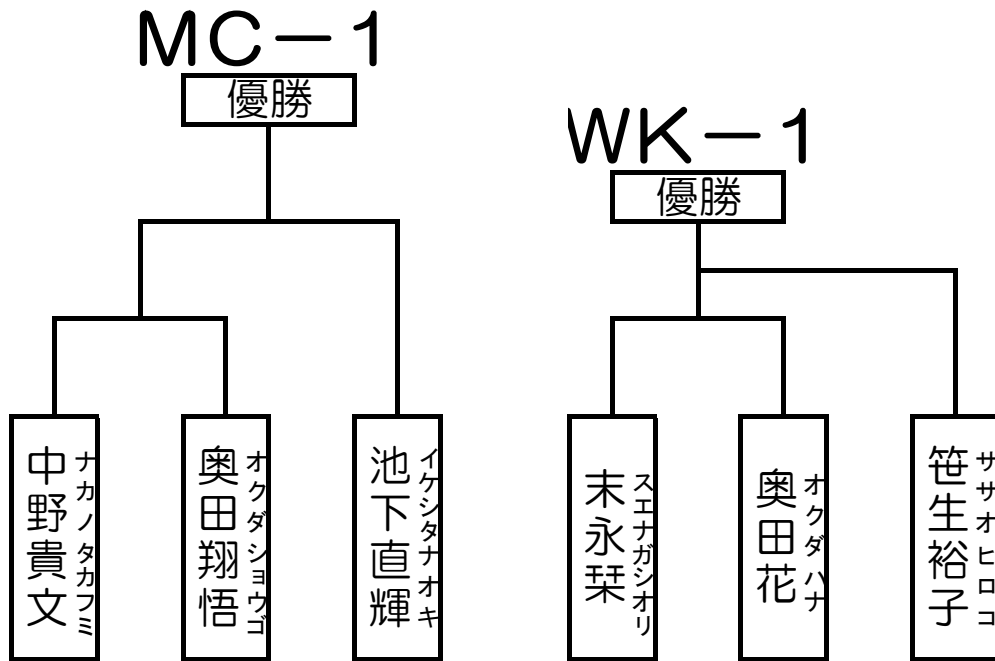 MC－1
優勝
中野貴文
ナカノタカフミ
奥田翔悟
オクダショウゴ
池下直輝
イケシタナオキ
WK－1
優勝
末永栞
スエナガシオリ
奥田花
オクダハナ
笹生裕子
ササオヒロコ